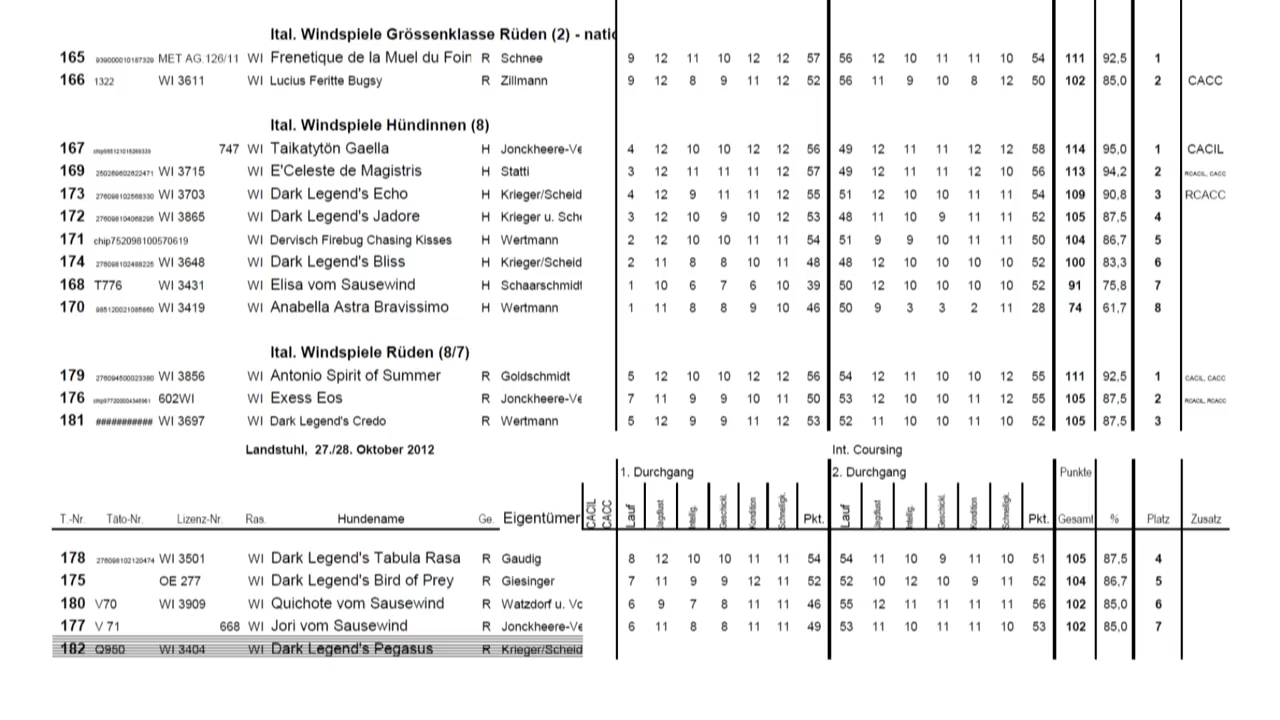 Ital. Windspiele Grössenklasse Rüden (2) - natio
165 MET AG.126/11 WI Frenetique de la Muel du Foin R Schnee 9 12 11 10 12 12 57 56 12 10 11 11 10 54 111 92,5 1
166 1322 WI 3611 WI Lucius Feritte Bugsy R Zillmann 9 12 8 9 11 12 52 56 11 9 10 8 12 50 102 85,0 2 CACC
Ital. Windspiele Hündinnen (8)
167 747 WI Taikatytön Gaella H Jonckheere-Ve 4 12 10 10 12 12 56 49 12 11 11 12 12 58 114 95,0 1 CACIL
169 WI 3715 WI E'Celeste de Magistris H Statti 3 12 11 11 11 12 57 49 12 11 11 12 10 56 113 94,2 2 RCACIL, CACC
173 WI 3703 WI Dark Legend's Echo H Krieger/Scheid 4 12 9 11 11 12 55 51 12 10 10 11 11 54 109 90,8 3 RCACC
172 WI 3865 WI Dark Legend's Jadore H Krieger u. Sche 3 12 10 9 10 12 53 48 11 10 9 11 11 52 105 87,5 4
171 chip752098100570619 WI Dervisch Firebug Chasing Kisses H Wertmann 2 12 10 10 11 11 54 51 9 9 10 11 11 50 104 86,7 5
174 WI 3648 WI Dark Legend's Bliss H Krieger/Scheid 2 11 8 8 10 11 48 48 12 10 10 10 10 52 100 83,3 6
168 T776 WI 3431 WI Elisa vom Sausewind H Schaarschmidt 1 10 6 7 6 10 39 50 12 10 10 10 10 52 91 75,8 7
170 WI 3419 WI Anabella Astra Bravissimo H Wertmann 1 11 8 8 9 10 46 50 9 3 3 2 11 28 74 61,7 8
Ital. Windspiele Rüden (8/7)
179 WI 3856 WI Antonio Spirit of Summer R Goldschmidt 5 12 10 10 12 12 56 54 12 11 10 10 12 55 111 92,5 1 CACIL, CACC
176 602WI WI Exess Eos R Jonckheere-Ve 7 11 9 9 10 11 50 53 12 10 10 11 12 55 105 87,5 2 RCACIL, RCACC
181 ########### WI 3697 WI Dark Legend's Credo R Wertmann 5 12 9 9 11 12 53 52 11 10 10 11 10 52 105 87,5 3
Landstuhl, 27./28. Oktober 2012 Int. Coursing
1. Durchgang 2. Durchgang Punkte
T.-Nr. Täto-Nr. Lizenz-Nr. Ras. Hundename Ge. Eigentümer CACIL CACC Lauf Jagdlust Intellig. Geschickl. Kondition Schnelligk. Pkt. Lauf Jagdlust Intellig. Geschickl. Kondition Schnelligk. Pkt. Gesamt % Platz Zusatz
178 WI 3501 WI Dark Legend's Tabula Rasa R Gaudig 8 12 10 10 11 11 54 54 11 10 9 11 10 51 105 87,5 4
175 OE 277 WI Dark Legend's Bird of Prey R Giesinger 7 11 9 9 12 11 52 52 10 12 10 9 11 52 104 86,7 5
180 V70 WI 3909 WI Quichote vom Sausewind R Watzdorf u. Vo 6 9 7 8 11 11 46 55 12 11 11 11 11 56 102 85,0 6
177 V 71 668 WI Jori vom Sausewind R Jonckheere-Ve 6 11 8 8 11 11 49 53 11 10 11 11 10 53 102 85,0 7
182 Q950 WI 3404 WI Dark Legend's Pegasus R Krieger/Scheid